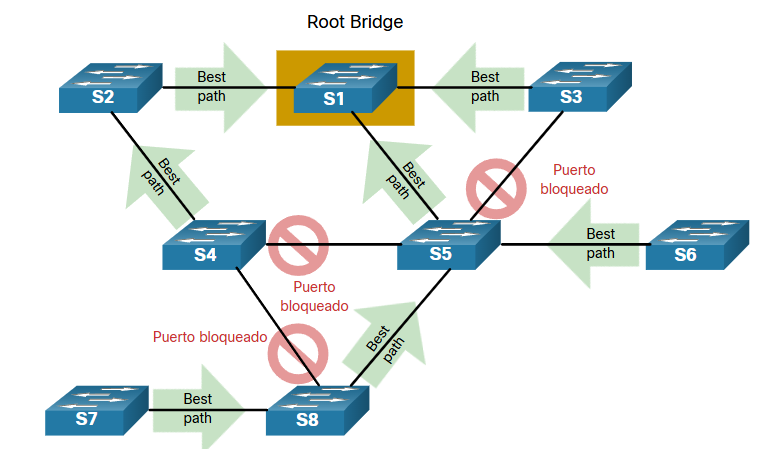 Root Bridge
S2
Best
path
S1
Best
path
S3
Best
path
Best
path
Puerto
bloqueado
S4
S5
Best
path
S6
Puerto
bloqueado
Puerto bloqueado
Best
path
S7
Best
path
S8